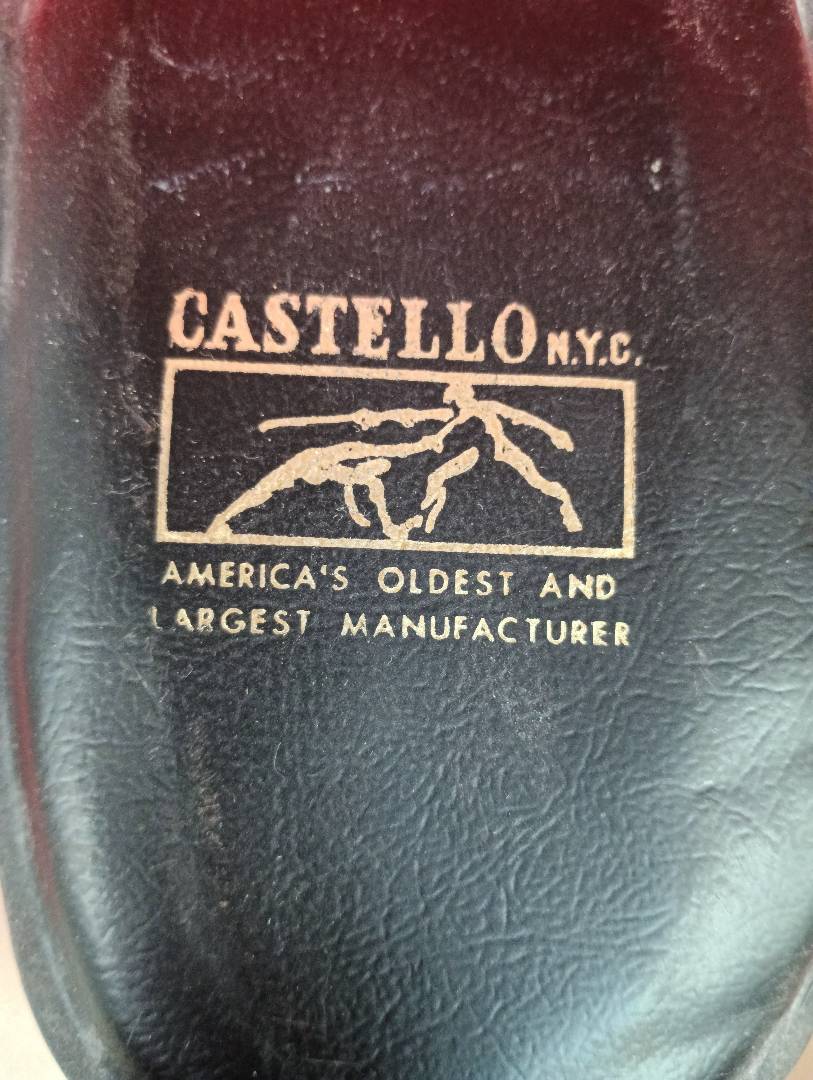 CASTELLO N.Y.C.
AMERICA'S OLDEST AND
LARGEST MANUFACTURER